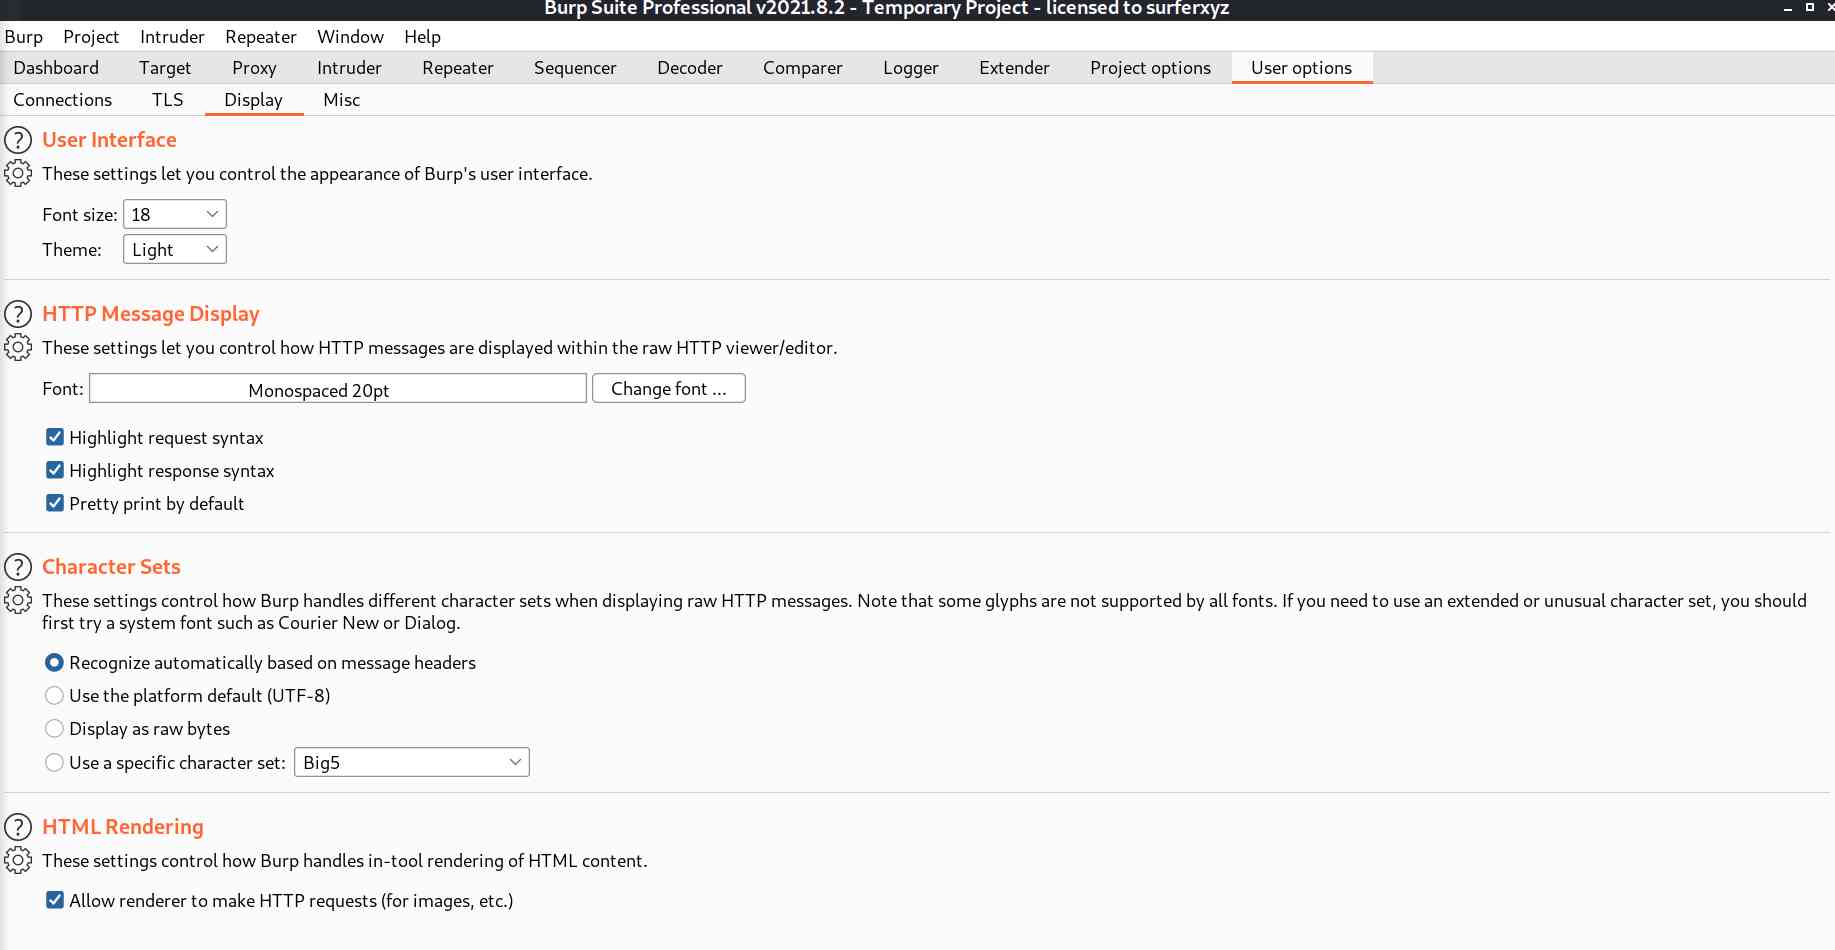 Burp Suite Professional v2021.8.2 - Temporary Project - licensed to surferxyz
Burp Project Intruder Repeater Window Help
Dashboard Target Proxy Intruder Repeater Sequencer Decoder Comparer Logger Extender Project options User options
Connections TLS Display Misc
? User Interface
These settings let you control the appearance of Burp's user interface.
Font size: 18
Theme: Light
? HTTP Message Display
These settings let you control how HTTP messages are displayed within the raw HTTP viewer/editor.
Font: Monospaced 20pt Change font ...
Highlight request syntax
Highlight response syntax
Pretty print by default
? Character Sets
These settings control how Burp handles different character sets when displaying raw HTTP messages. Note that some glyphs are not supported by all fonts. If you need to use an extended or unusual character set, you should
first try a system font such as Courier New or Dialog.
Recognize automatically based on message headers
Use the platform default (UTF-8)
Display as raw bytes
Use a specific character set: Big5
? HTML Rendering
These settings control how Burp handles in-tool rendering of HTML content.
Allow renderer to make HTTP requests (for images, etc.)